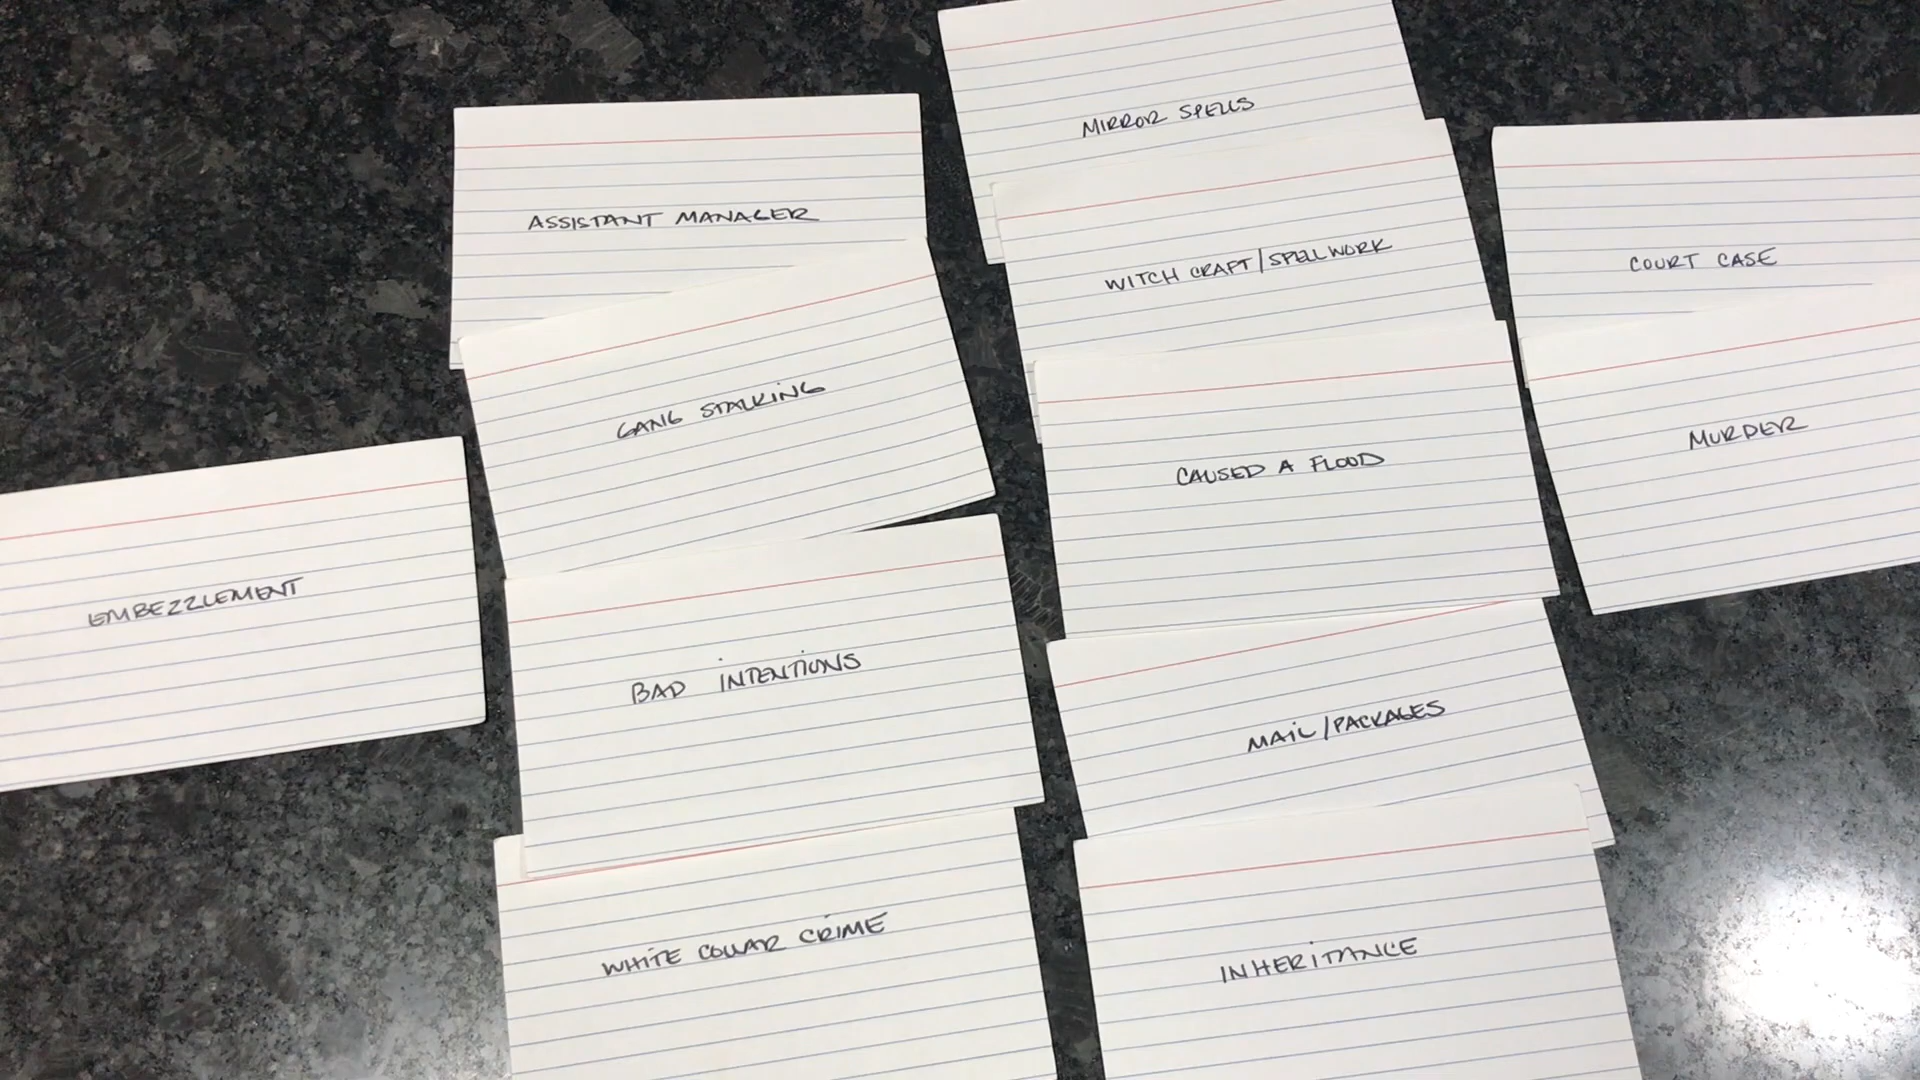 MIRROR SPELLS
ASSISTANT MANAGER
WITCH CRAFT/SPELLWORK
COURT CASE
GANG STALKING
CAUSED A FLOOD
MURDER
EMBEZZLEMENT
BAD INTENTIONS
MAIL/PACKAGES
WHITE COLLAR CRIME
INHERITANCE